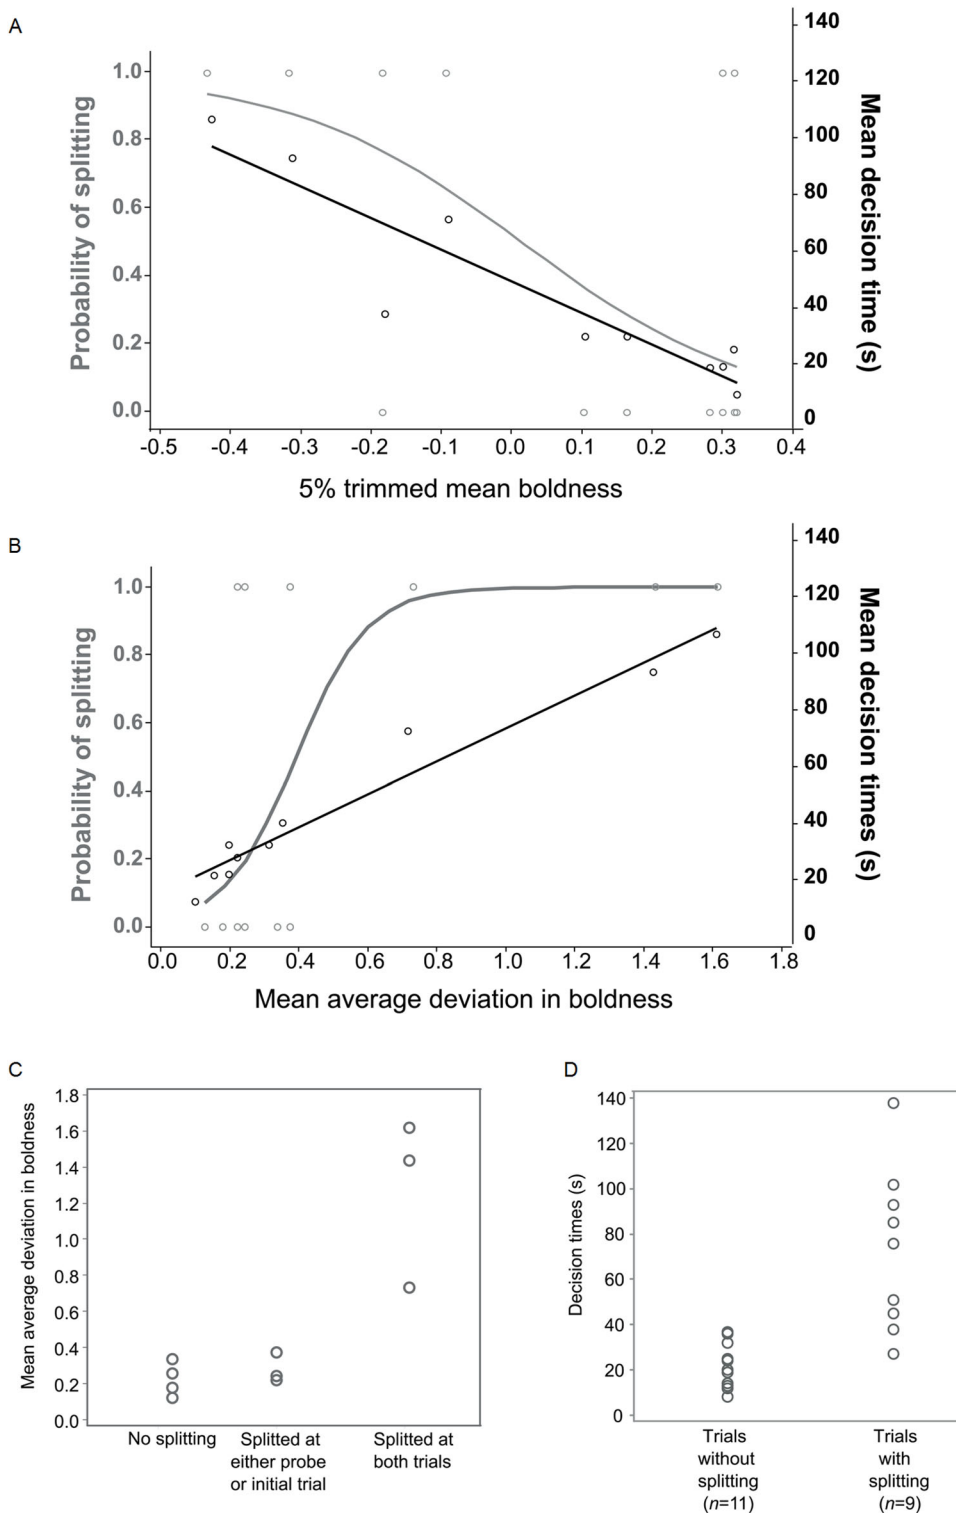 A
Probability of splitting
1.0
0.8
0.6
0.4
0.2
0.0
140
120
100
80
60
40
20
0
Mean decision time (s)
-0.5 -0.4 -0.3 -0.2 -0.1 0.0 0.1 0.2 0.3 0.4
5% trimmed mean boldness
B
Probability of splitting
1.0
0.8
0.6
0.4
0.2
0.0
140
120
100
80
60
40
20
0
Mean decision times (s)
0.0 0.2 0.4 0.6 0.8 1.0 1.2 1.4 1.6 1.8
Mean average deviation in boldness
C
Mean average deviation in boldness
1.8
1.6
1.4
1.2
1.0
0.8
0.6
0.4
0.2
0.0
No splitting
Splitted at
either probe
or initial trial
Splitted at
both trials
D
Decision times (s)
140
120
100
80
60
40
20
0
Trials
without
splitting
(n=11)
Trials
with
splitting
(n=9)